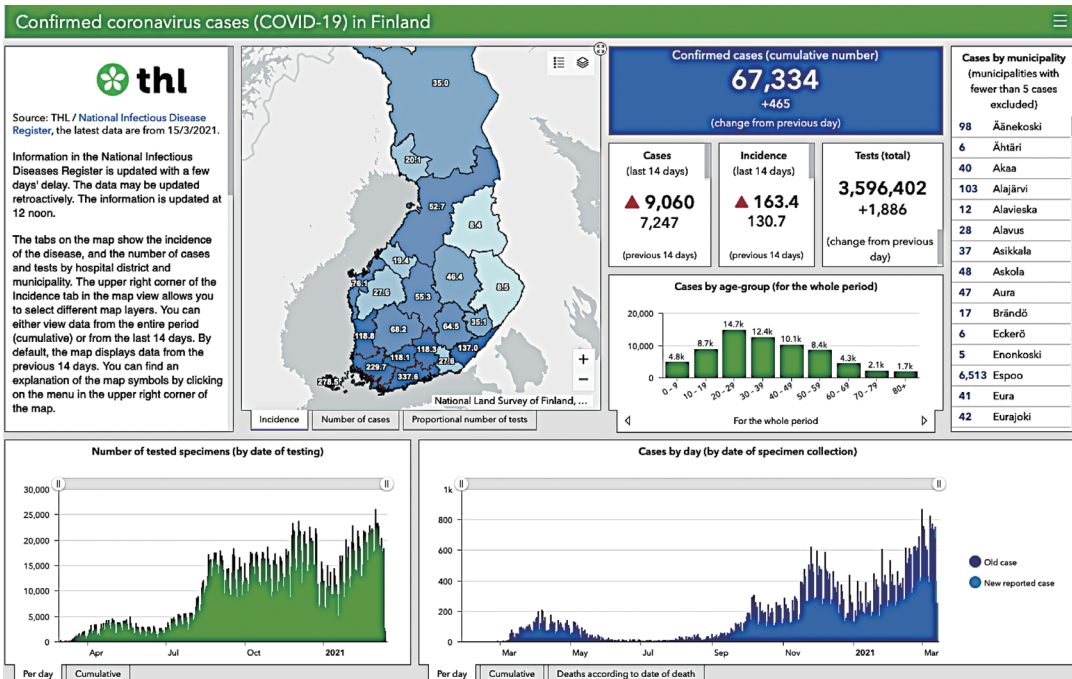 Confirmed coronavirus cases (COVID-19) in Finland
thl
Source: THL / National Infectious Disease
Register, the latest data are from 15/3/2021.
Information in the National Infectious
Diseases Register is updated with a few
days' delay. The data may be updated
retroactively. The information is updated at
12 noon.
The tabs on the map show the incidence
of the disease, and the number of cases
and tests by hospital district and
municipality. The upper right corner of the
Incidence tab in the map view allows you
to select different map layers. You can
either view data from the entire period
(cumulative) or from the last 14 days. By
default, the map displays data from the
previous 14 days. You can find an
explanation of the map symbols by clicking
on the menu in the upper right corner of
the map.
35.0
20.1
52.7
8.4
19.4
76.1
27.6
46.4
55.3
8.5
118.8
68.2
64.5
35.1
118.1
118.3
137.0
229.7
27.6
337.6
+
−
National Land Survey of Finland, ...
Incidence
Number of cases
Proportional number of tests
Confirmed cases (cumulative number)
67,334
+465
(change from previous day)
Cases
(last 14 days)
9,060
7,247
(previous 14 days)
Incidence
(last 14 days)
163.4
130.7
(previous 14 days)
Tests (total)
3,596,402
+1,886
(change from previous
day)
Cases by age-group (for the whole period)
20,000
10,000
0
4.8k
8.7k
14.7k
12.4k
10.1k
8.4k
4.3k
2.1k
1.7k
0 - 9
10 - 19
20 - 29
30 - 39
40 - 49
50 - 59
60 - 69
70 - 79
80+
For the whole period
Cases by municipality
(municipalities with
fewer than 5 cases
excluded)
98 Äänekoski
6 Ähtäri
40 Akaa
103 Alajärvi
12 Alavieska
28 Alavus
37 Asikkala
48 Askola
47 Aura
17 Brändö
6 Eckerö
5 Enonkoski
6,513 Espoo
41 Eura
42 Eurajoki
Number of tested specimens (by date of testing)
30,000
25,000
20,000
15,000
10,000
5,000
0
Apr
Jul
Oct
2021
Per day
Cumulative
Cases by day (by date of specimen collection)
1k
800
600
400
200
0
Mar
May
Jul
Sep
Nov
2021
Mar
Old case
New reported case
Per day
Cumulative
Deaths according to date of death